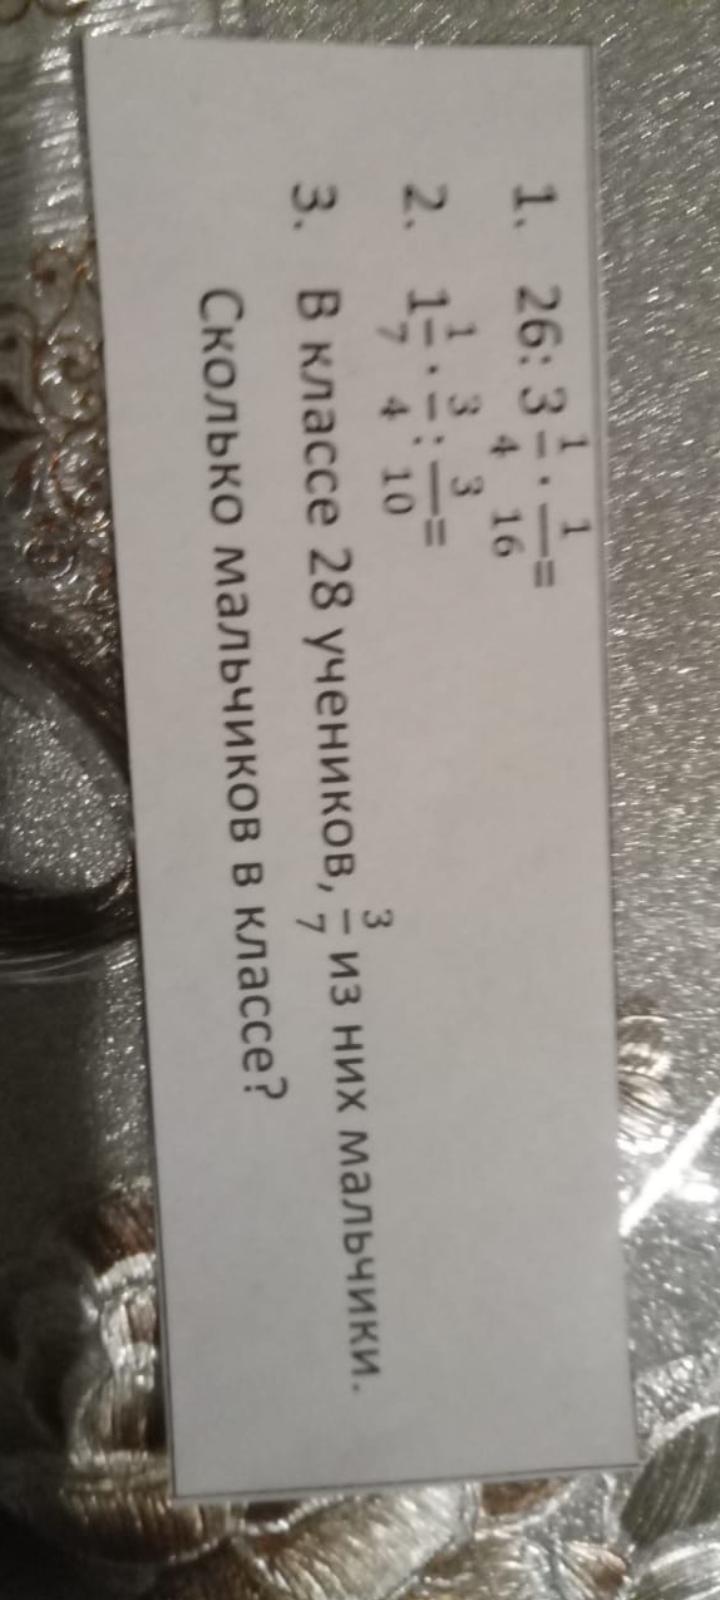 1. 26: 3 1/4 · 1/16 =
2. 1 1/7 · 3/4 : 3/10 =
3. В классе 28 учеников, 3/7 из них мальчики.
Сколько мальчиков в классе?